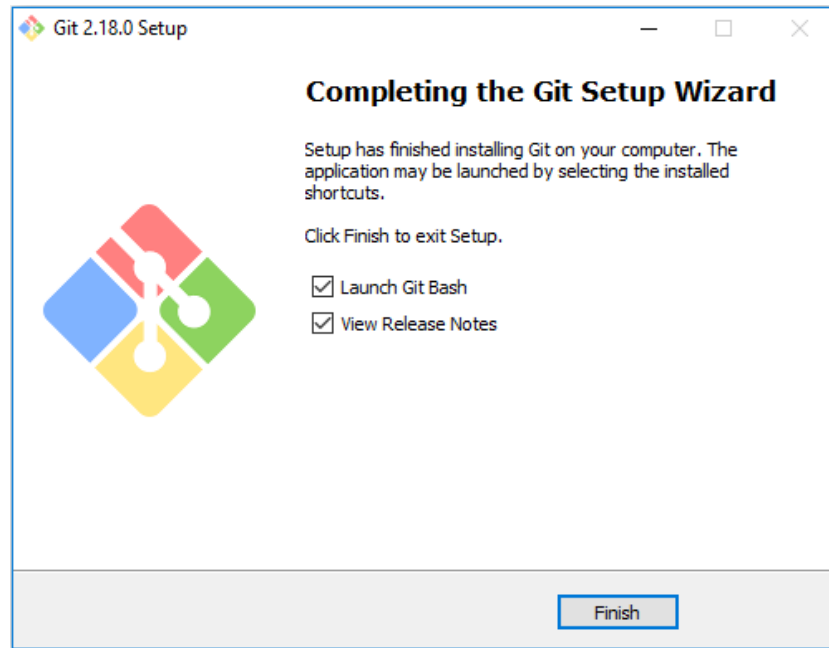 Git 2.18.0 Setup
Completing the Git Setup Wizard
Setup has finished installing Git on your computer. The
application may be launched by selecting the installed
shortcuts.
Click Finish to exit Setup.
Launch Git Bash
View Release Notes
Finish